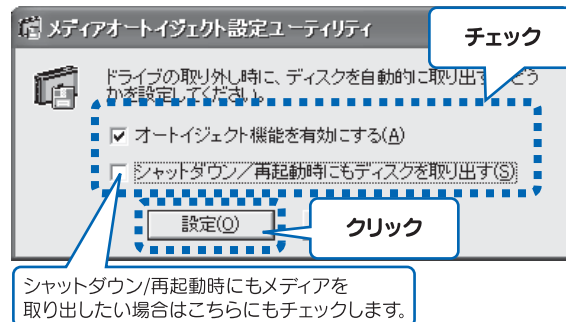 メディアオートイジェクト設定ユーティリティ
チェック
ドライブの取り外し時に、ディスクを自動的に取り出す
かを設定してください。
オートイジェクト機能を有効にする(A)
シャットダウン／再起動時にもディスクを取り出す(S)
設定(O)
クリック
シャットダウン/再起動時にもメディアを
取り出したい場合はこちらにもチェックします。